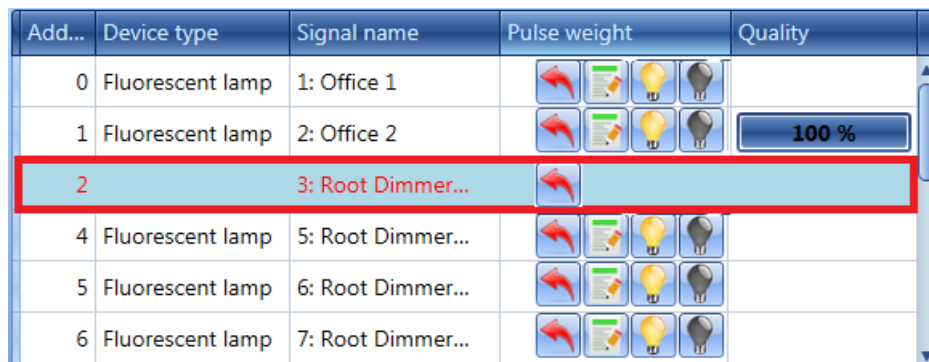 Add... Device type Signal name Pulse weight Quality
0 Fluorescent lamp 1: Office 1
1 Fluorescent lamp 2: Office 2 100 %
2 3: Root Dimmer...
4 Fluorescent lamp 5: Root Dimmer...
5 Fluorescent lamp 6: Root Dimmer...
6 Fluorescent lamp 7: Root Dimmer...